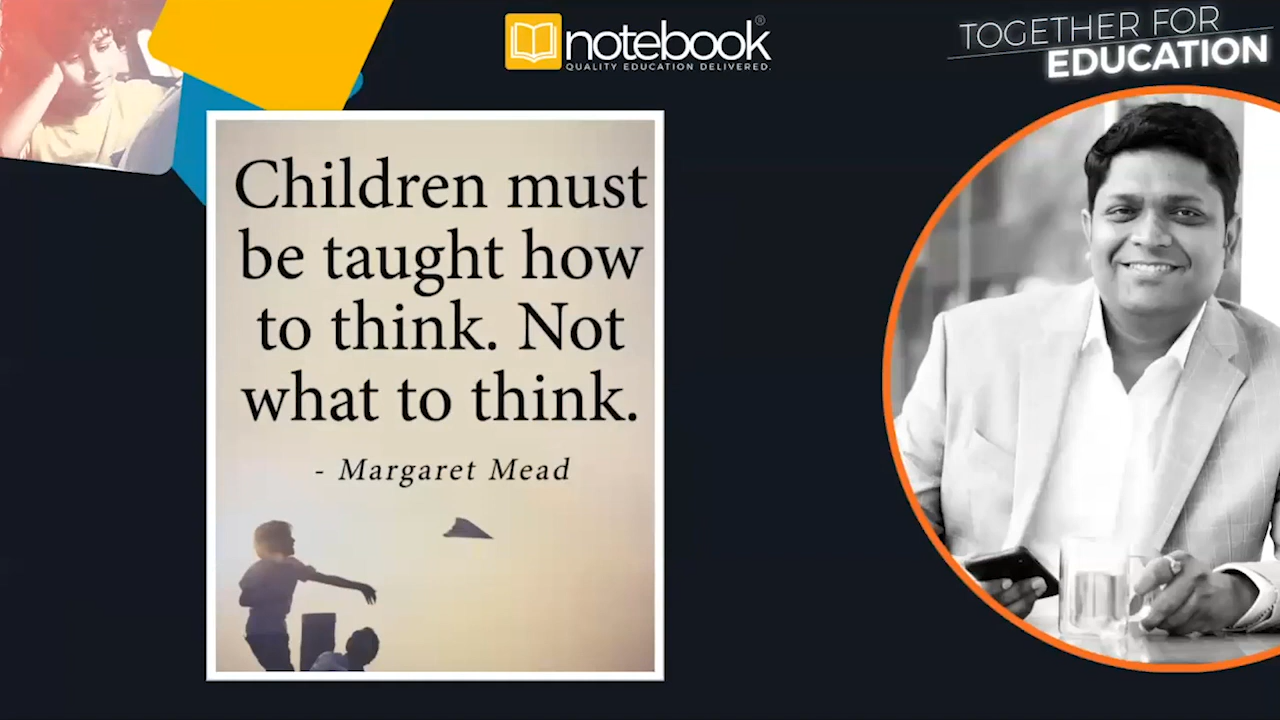 notebook®
QUALITY EDUCATION DELIVERED.
TOGETHER FOR
EDUCATION
Children must
be taught how
to think. Not
what to think.
- Margaret Mead